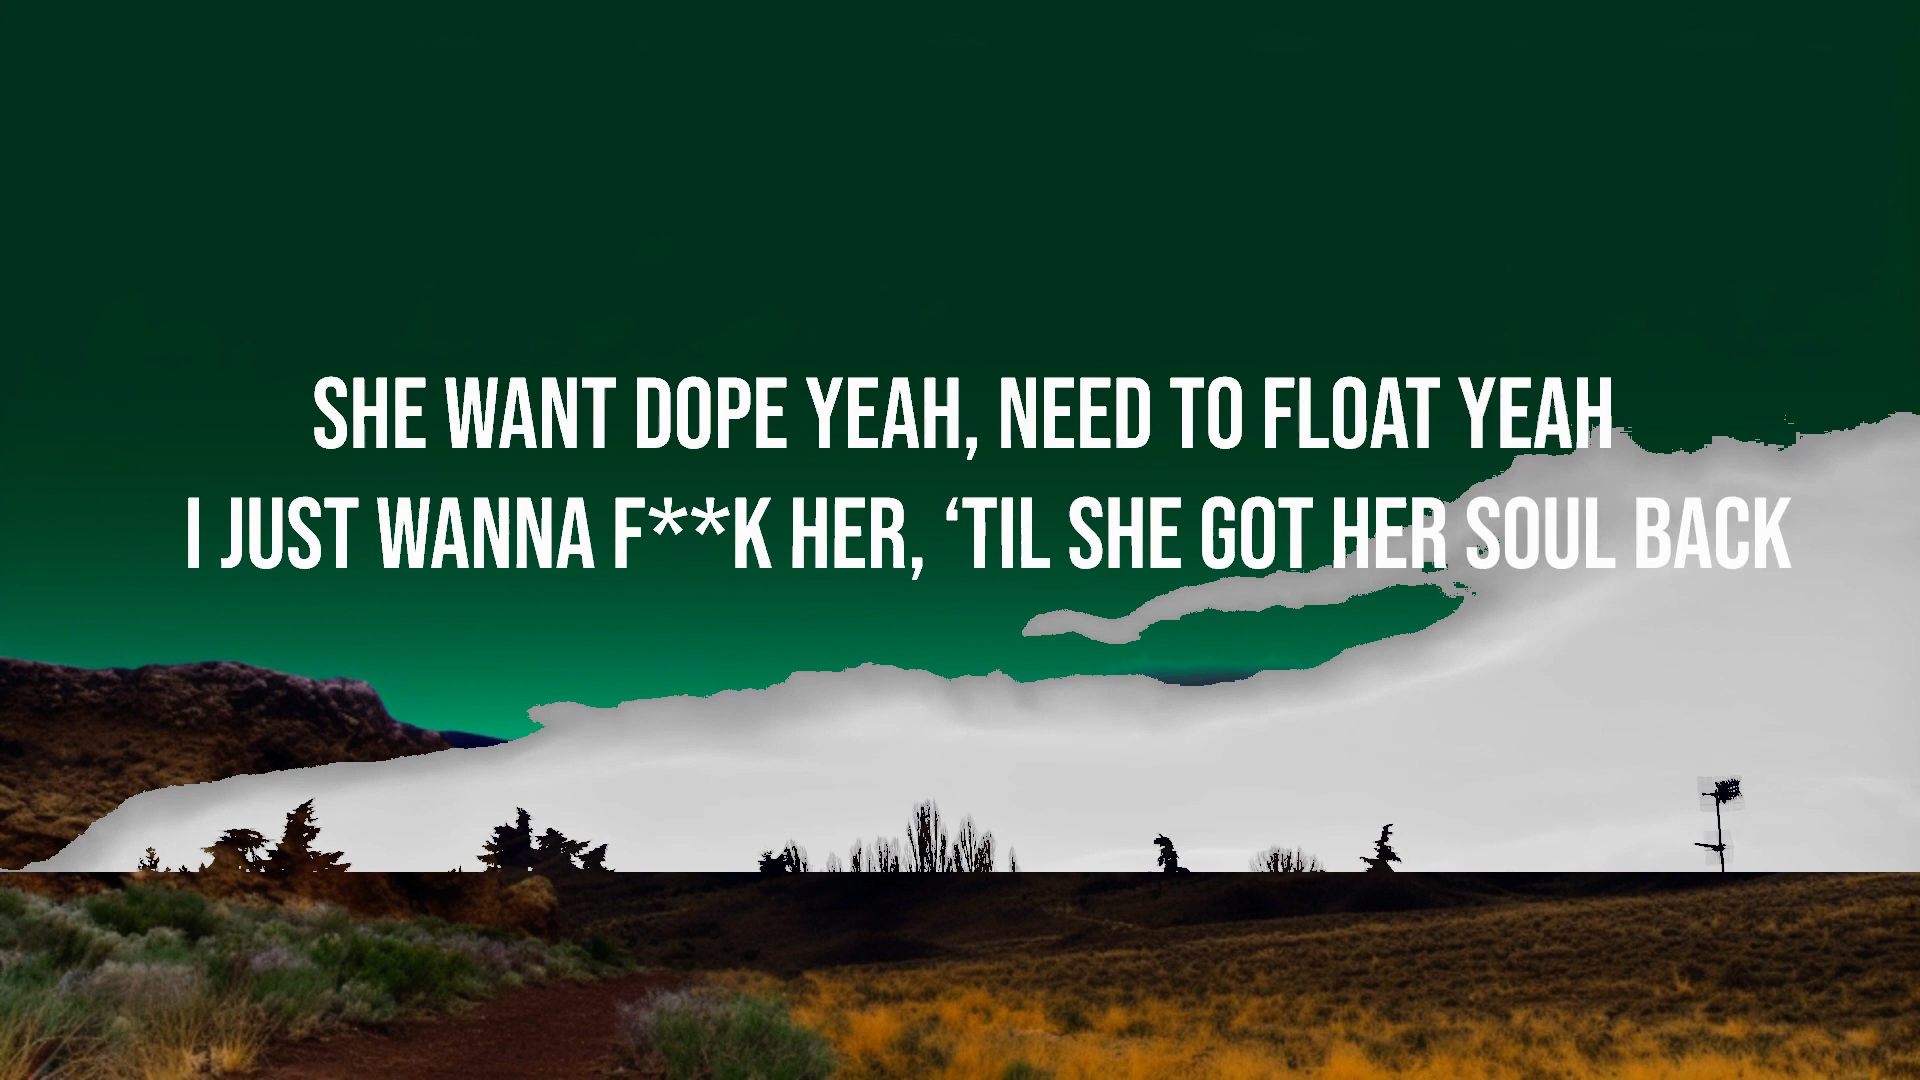 SHE WANT DOPE YEAH, NEED TO FLOAT YEAH
I JUST WANNA F**K HER, ‘TIL SHE GOT HER SOUL BACK